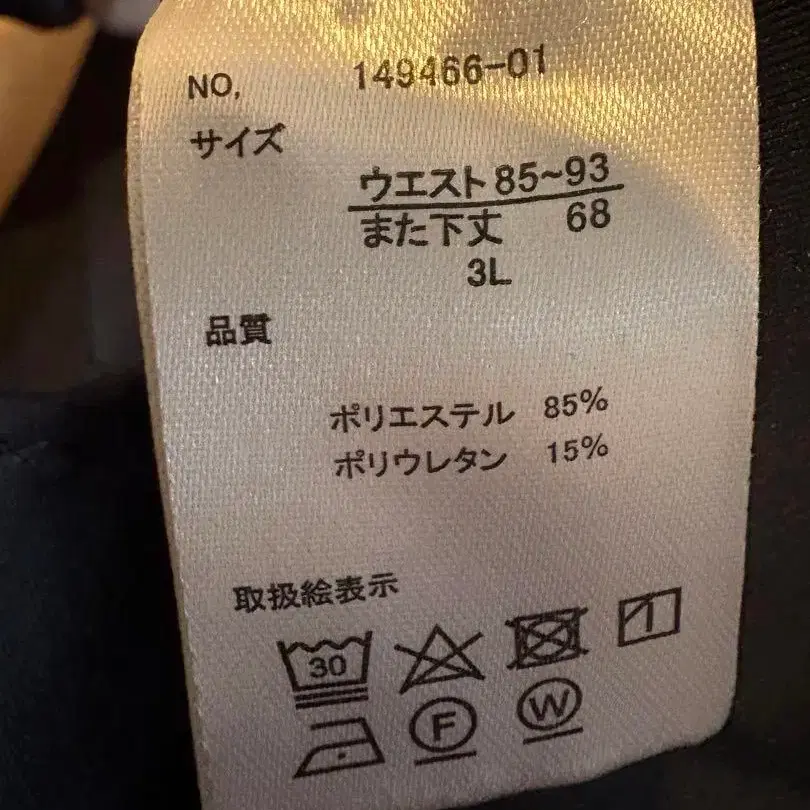 NO, 149466-01
サイズ
ウエスト 85~93
また下丈 68
3L
品質
ポリエステル 85%
ポリウレタン 15%
取扱絵表示
30
F W